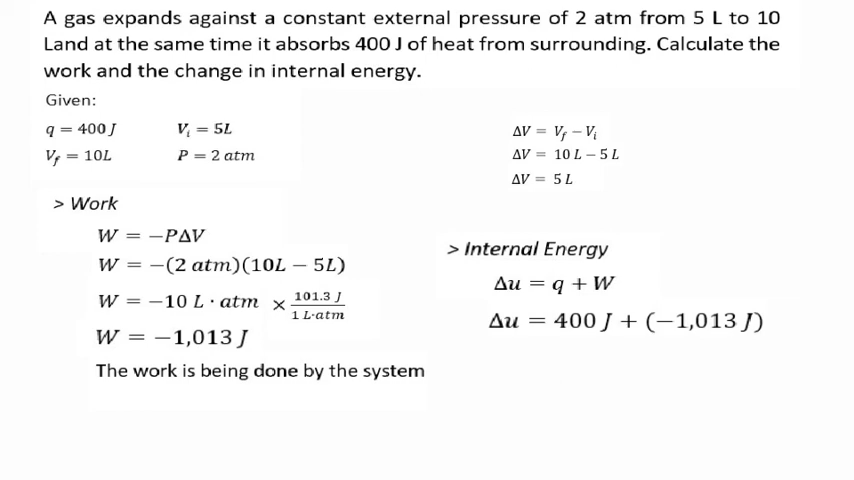 A gas expands against a constant external pressure of 2 atm from 5 L to 10
Land at the same time it absorbs 400 J of heat from surrounding. Calculate the
work and the change in internal energy.
Given:
q = 400 J
V_i = 5L
V_f = 10L
P = 2 atm
ΔV = V_f − V_i
ΔV = 10 L − 5 L
ΔV = 5 L
> Work
W = −PΔV
W = −(2 atm)(10L − 5L)
W = −10 L · atm × 101.3 J / 1 L·atm
W = −1,013 J
The work is being done by the system
> Internal Energy
Δu = q + W
Δu = 400 J + (−1,013 J)